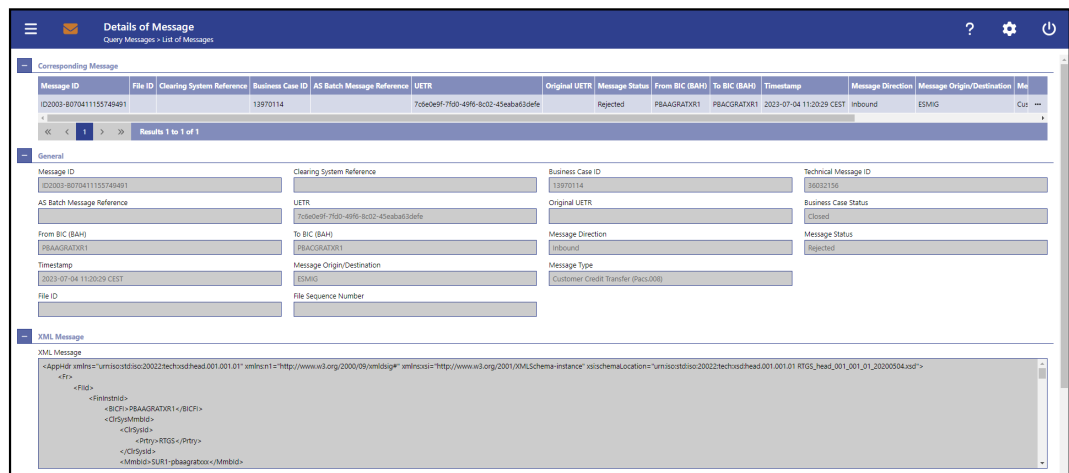 Details of Message
Query Messages > List of Messages
?
Corresponding Message
Message ID File ID Clearing System Reference Business Case ID AS Batch Message Reference UETR Original UETR Message Status From BIC (BAH) To BIC (BAH) Timestamp Message Direction Message Origin/Destination Me
ID2003-B070411155749491 13970114 7c6e0e9f-7fd0-49f6-8c02-45eaba63defe Rejected PBAAGRATXR1 PBACGRATXR1 2023-07-04 11:20:29 CEST Inbound ESMIG Cus ...
« < 1 > » Results 1 to 1 of 1
General
Message ID Clearing System Reference Business Case ID Technical Message ID
ID2003-B070411155749491 13970114 36032156
AS Batch Message Reference UETR Original UETR Business Case Status
7c6e0e9f-7fd0-49f6-8c02-45eaba63defe Closed
From BIC (BAH) To BIC (BAH) Message Direction Message Status
PBAAGRATXR1 PBACGRATXR1 Inbound Rejected
Timestamp Message Origin/Destination Message Type
2023-07-04 11:20:29 CEST ESMIG Customer Credit Transfer (Pacs.008)
File ID File Sequence Number
XML Message
XML Message
<AppHdr xmlns="urn:iso:std:iso:20022:tech:xsd:head.001.001.01" xmlns:n1="http://www.w3.org/2000/09/xmldsig#" xmlns:xsi="http://www.w3.org/2001/XMLSchema-instance" xsi:schemaLocation="urn:iso:std:iso:20022:tech:xsd:head.001.001.01 RTGS_head_001_001_01_20200504.xsd">
<Fr>
<FIId>
<FinInstnId>
<BICFI>PBAAGRATXR1</BICFI>
<ClrSysMmbId>
<ClrSysId>
<Prtry>RTGS</Prtry>
</ClrSysId>
<MmbId>SUR1-pbaagratxxx</MmbId>